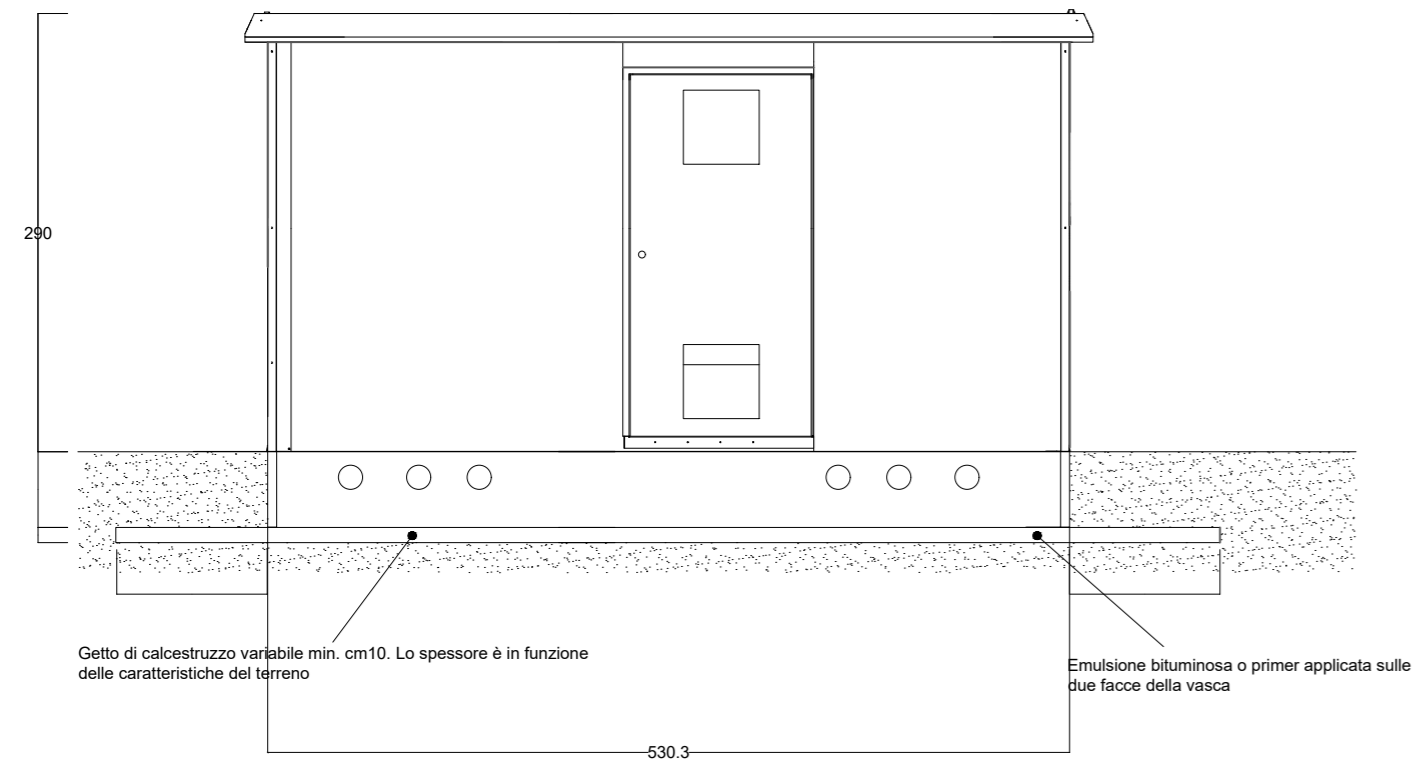 290
Getto di calcestruzzo variabile min. cm10. Lo spessore è in funzione
delle caratteristiche del terreno
Emulsione bituminosa o primer applicata sulle
due facce della vasca
530.3